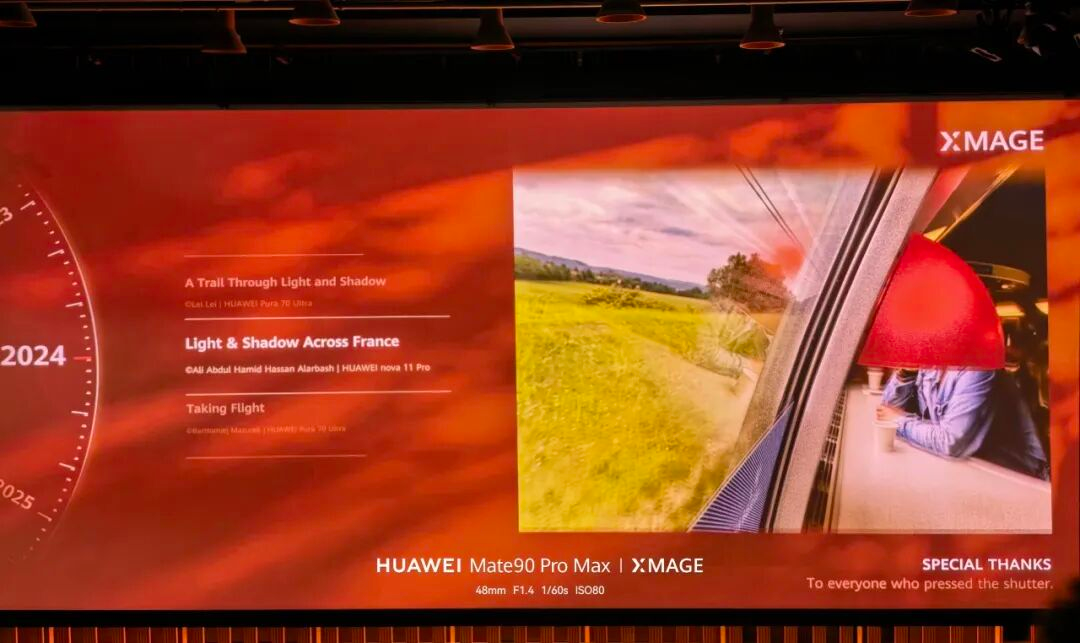 XMAGE
2024
2025
A Trail Through Light and Shadow
©Lei Lei | HUAWEI Pura 70 Ultra
Light & Shadow Across France
©Ali Abdul Hamid Hassan Alarbash | HUAWEI nova 11 Pro
Taking Flight
HUAWEI Pura 70 Ultra
HUAWEI Mate90 Pro Max | XMAGE
48mm F1.4 1/60s ISO80
SPECIAL THANKS
To everyone who pressed the shutter.